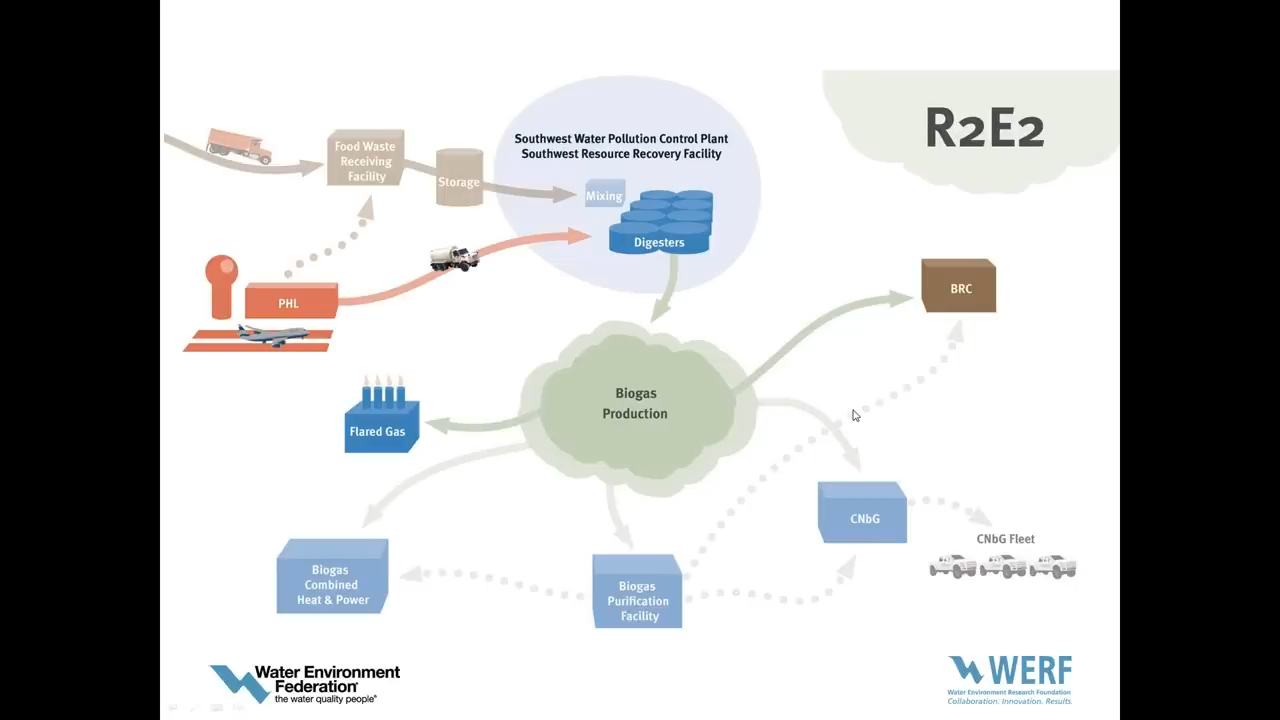 R2E2
Southwest Water Pollution Control Plant
Southwest Resource Recovery Facility
Food Waste
Receiving
Facility
Storage
Mixing
Digesters
PHL
BRC
Biogas
Production
Flared Gas
CNbG
CNbG Fleet
Biogas
Combined
Heat & Power
Biogas
Purification
Facility
Water Environment
Federation®
the water quality people®
WERF
Water Environment Research Foundation
Collaboration. Innovation. Results.